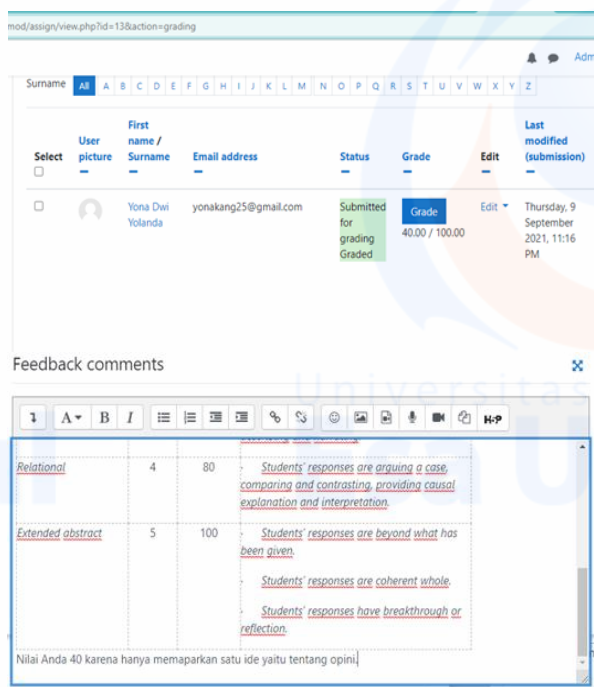 mod/assign/view.php?id=13&action=grading
Adm
Surname All A B C D E F G H I J K L M N O P Q R S T U V W X Y Z
Select User picture First name / Surname Email address Status Grade Edit Last modified (submission)
Yona Dwi Yolanda yonakang25@gmail.com Submitted for grading Graded Grade 40.00 / 100.00 Edit Thursday, 9 September 2021, 11:16 PM
Feedback comments
Universitas
A B I H-P
Relational 4 80 · Students' responses are arguing a case,
comparing and contrasting, providing causal
explanation and interpretation.
Extended abstract 5 100 · Students' responses are beyond what has
been given.
· Students' responses are coherent whole.
· Students' responses have breakthrough or
reflection.
Nilai Anda 40 karena hanya memaparkan satu ide yaitu tentang opini.